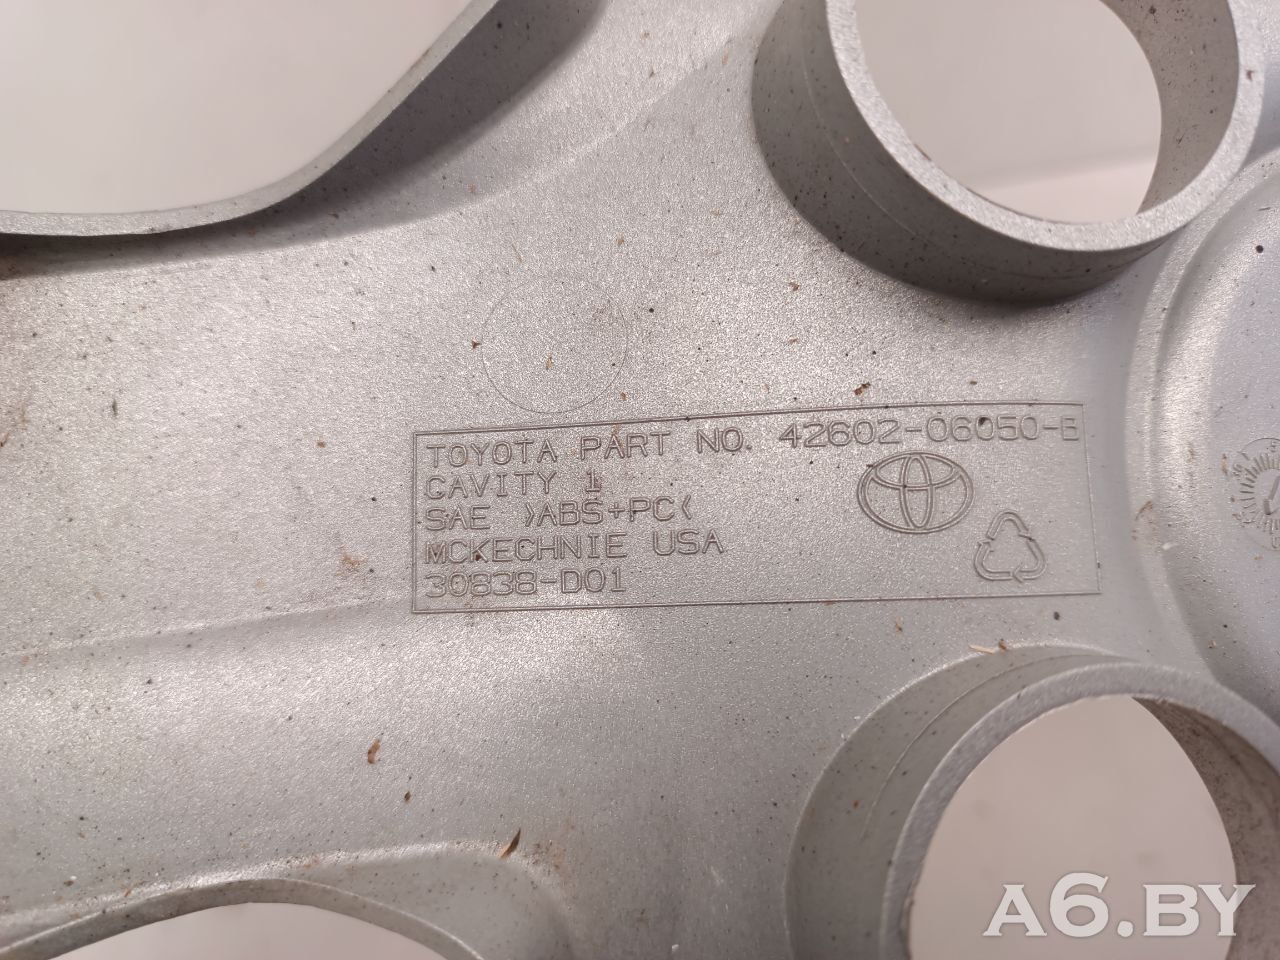 TOYOTA PART NO. 42602-06050-B
CAVITY 1
SAE >ABS+PC<
MCKECHNIE USA
30838-D01
A6.BY